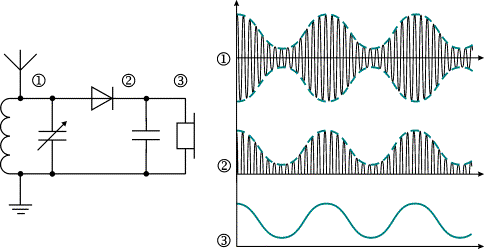 ① ② ③
①
②
③